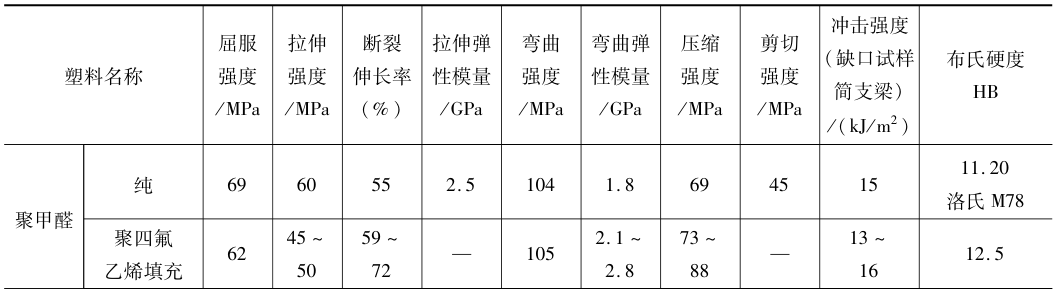 塑料名称
屈服
强度
/MPa
拉伸
强度
/MPa
断裂
伸长率
(%)
拉伸弹
性模量
/GPa
弯曲
强度
/MPa
弯曲弹
性模量
/GPa
压缩
强度
/MPa
剪切
强度
/MPa
冲击强度
(缺口试样
简支梁)
/(kJ/m²)
布氏硬度
HB
聚甲醛
纯
69
60
55
2.5
104
1.8
69
45
15
11.20
洛氏 M78
聚四氟
乙烯填充
62
45~
50
59~
72
—
105
2.1~
2.8
73~
88
—
13~
16
12.5